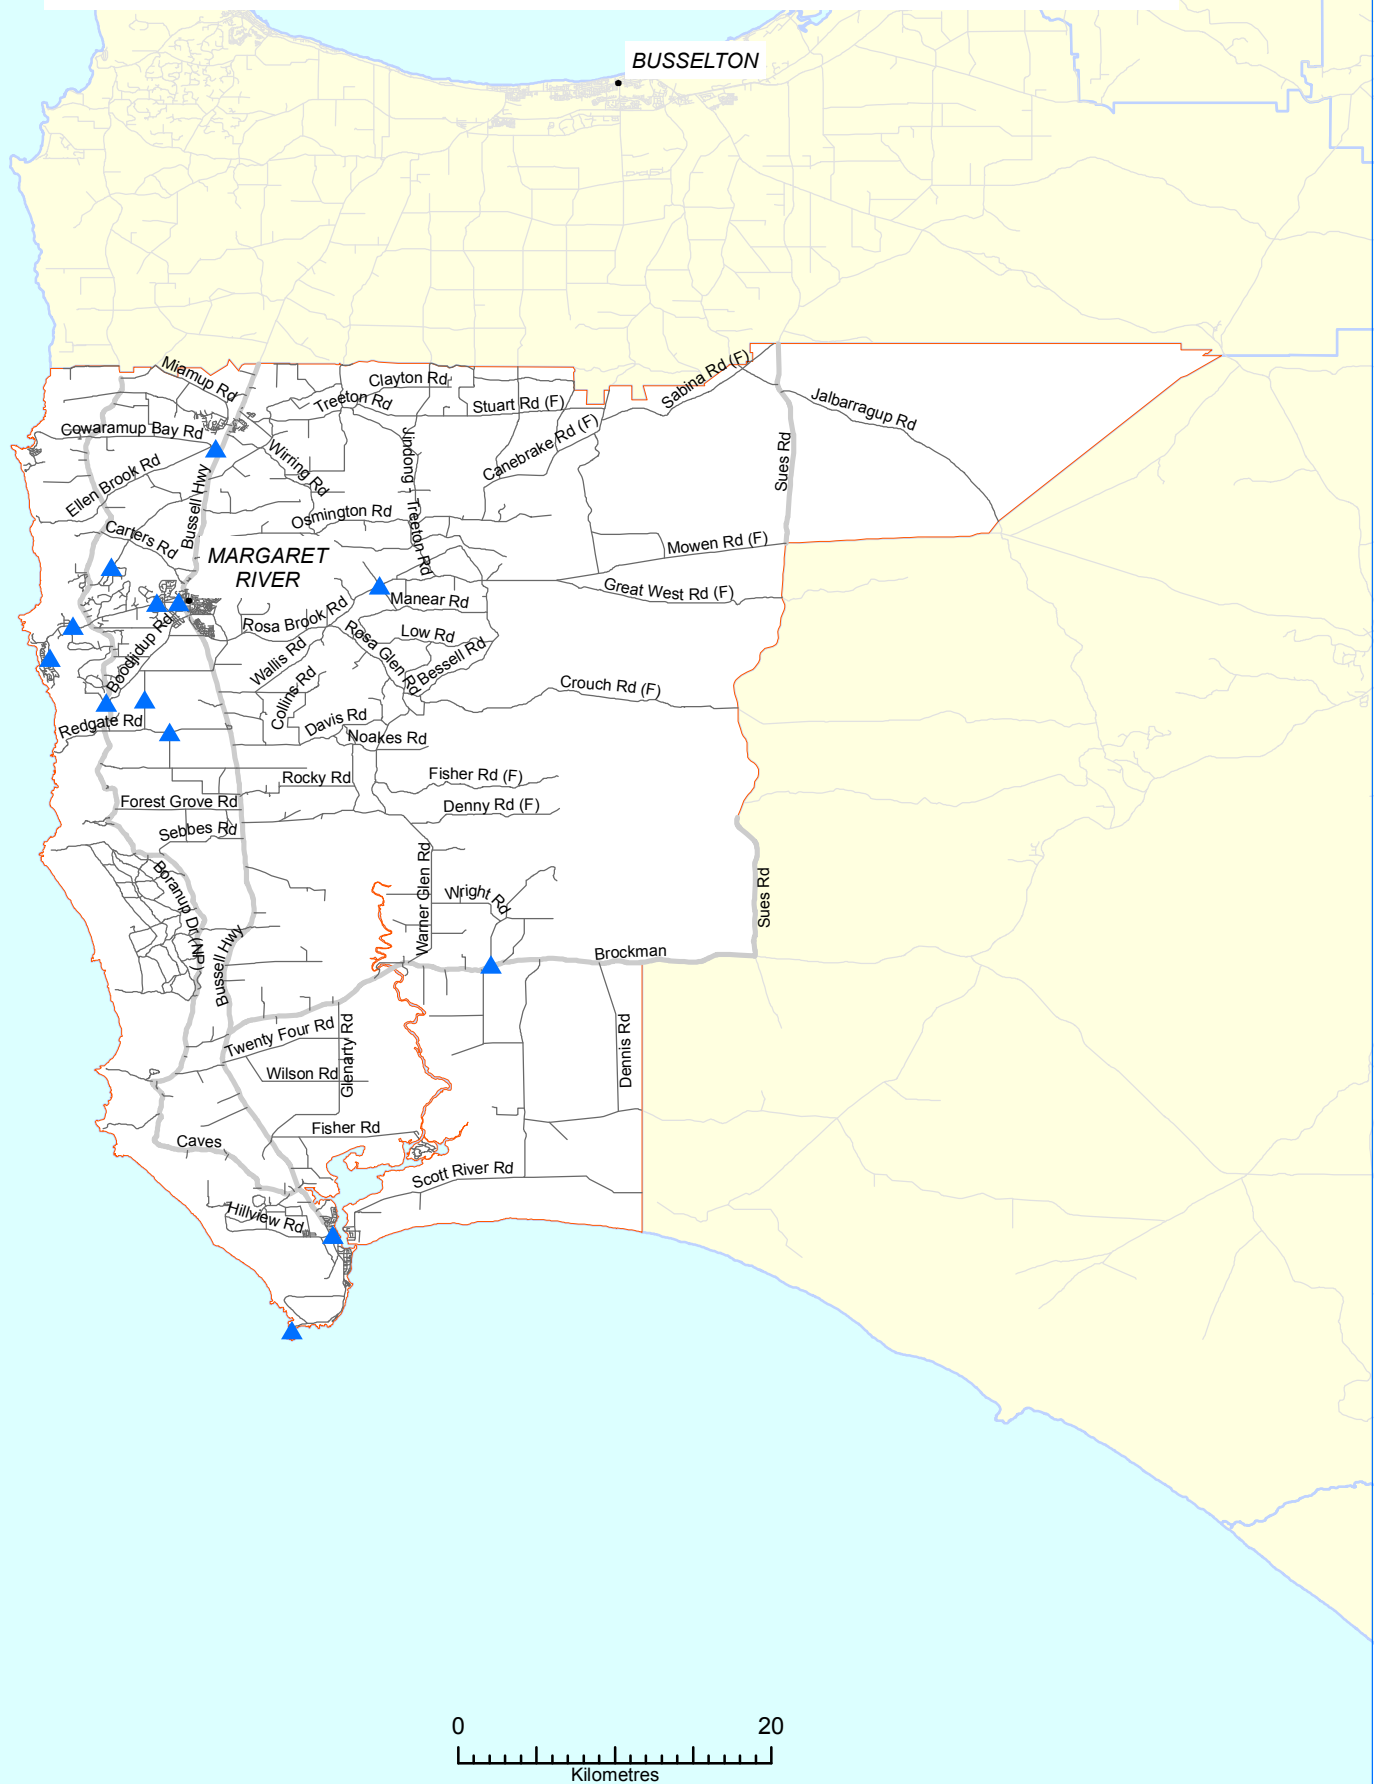 BUSSELTON
Miamup Rd
Clayton Rd
Sabina Rd (F)
Treeton Rd
Stuart Rd (F)
Jalbarragup Rd
Cowaramup Bay Rd
Canebrake Rd (F)
Wirring Rd
Jindong - Treeton Rd
Sues Rd
Ellen Brook Rd
Bussell Hwy
Osmington Rd
Carters Rd
Mowen Rd (F)
MARGARET
RIVER
Great West Rd (F)
Manear Rd
Rosa Brook Rd
Low Rd
Boodjidup Rd
Wallis Rd
Rosa Glen Rd
Bessell Rd
Collins Rd
Crouch Rd (F)
Redgate Rd
Davis Rd
Noakes Rd
Rocky Rd
Fisher Rd (F)
Forest Grove Rd
Denny Rd (F)
Sebbes Rd
Boranup Dr (NP)
Warner Glen Rd
Wright Rd
Sues Rd
Bussell Hwy
Brockman
Twenty Four Rd
Glenarty Rd
Dennis Rd
Wilson Rd
Fisher Rd
Caves
Scott River Rd
Hillview Rd
0 20
Kilometres